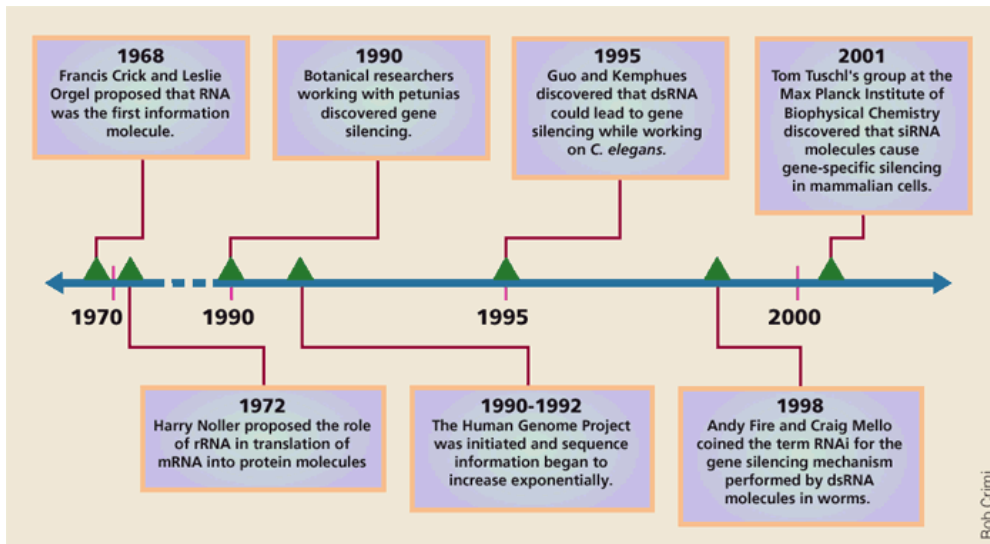 1968
Francis Crick and Leslie
Orgel proposed that RNA
was the first information
molecule.
1990
Botanical researchers
working with petunias
discovered gene
silencing.
1995
Guo and Kemphues
discovered that dsRNA
could lead to gene
silencing while working
on C. elegans.
2001
Tom Tuschl's group at the
Max Planck Institute of
Biophysical Chemistry
discovered that siRNA
molecules cause
gene-specific silencing
in mammalian cells.
1970
1990
1995
2000
1972
Harry Noller proposed the role
of rRNA in translation of
mRNA into protein molecules
1990-1992
The Human Genome Project
was initiated and sequence
information began to
increase exponentially.
1998
Andy Fire and Craig Mello
coined the term RNAi for the
gene silencing mechanism
performed by dsRNA
molecules in worms.
Bob Crimi